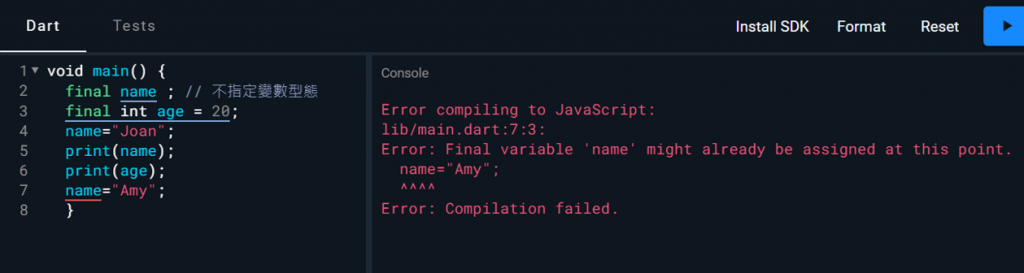 Dart Tests Install SDK Format Reset
1 void main() {
2 final name ; // 不指定變數型態
3 final int age = 20;
4 name="Joan";
5 print(name);
6 print(age);
7 name="Amy";
8 }
Console
Error compiling to JavaScript:
lib/main.dart:7:3:
Error: Final variable 'name' might already be assigned at this point.
name="Amy";
^^^^
Error: Compilation failed.